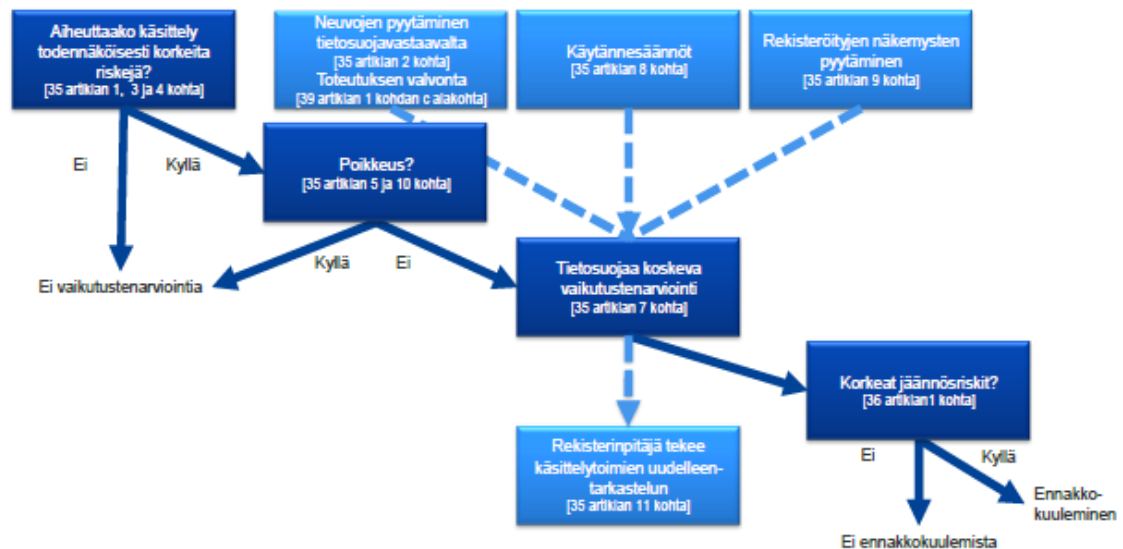 Aiheuttaako käsittely
todennäköisesti korkeita
riskejä?
[35 artiklan 1, 3 ja 4 kohta]
Neuvojen pyytäminen
tietosuojavastaavalta
[35 artiklan 2 kohta]
Toteutuksen valvonta
[39 artiklan 1 kohdan c alakohta]
Käytännesäännöt
[35 artiklan 8 kohta]
Rekisteröityjen näkemysten
pyytäminen
[35 artiklan 9 kohta]
Ei
Kyllä
Poikkeus?
[35 artiklan 5 ja 10 kohta]
Kyllä
Ei
Ei vaikutustenarviointia
Tietosuojaa koskeva
vaikutustenarviointi
[35 artiklan 7 kohta]
Korkeat jäännösriskit?
[36 artiklan1 kohta]
Rekisterinpitäjä tekee
käsittelytoimien uudelleen-
tarkastelun
[35 artiklan 11 kohta]
Ei
Kyllä
Ennakko-
kuuleminen
Ei ennakkokuulemista